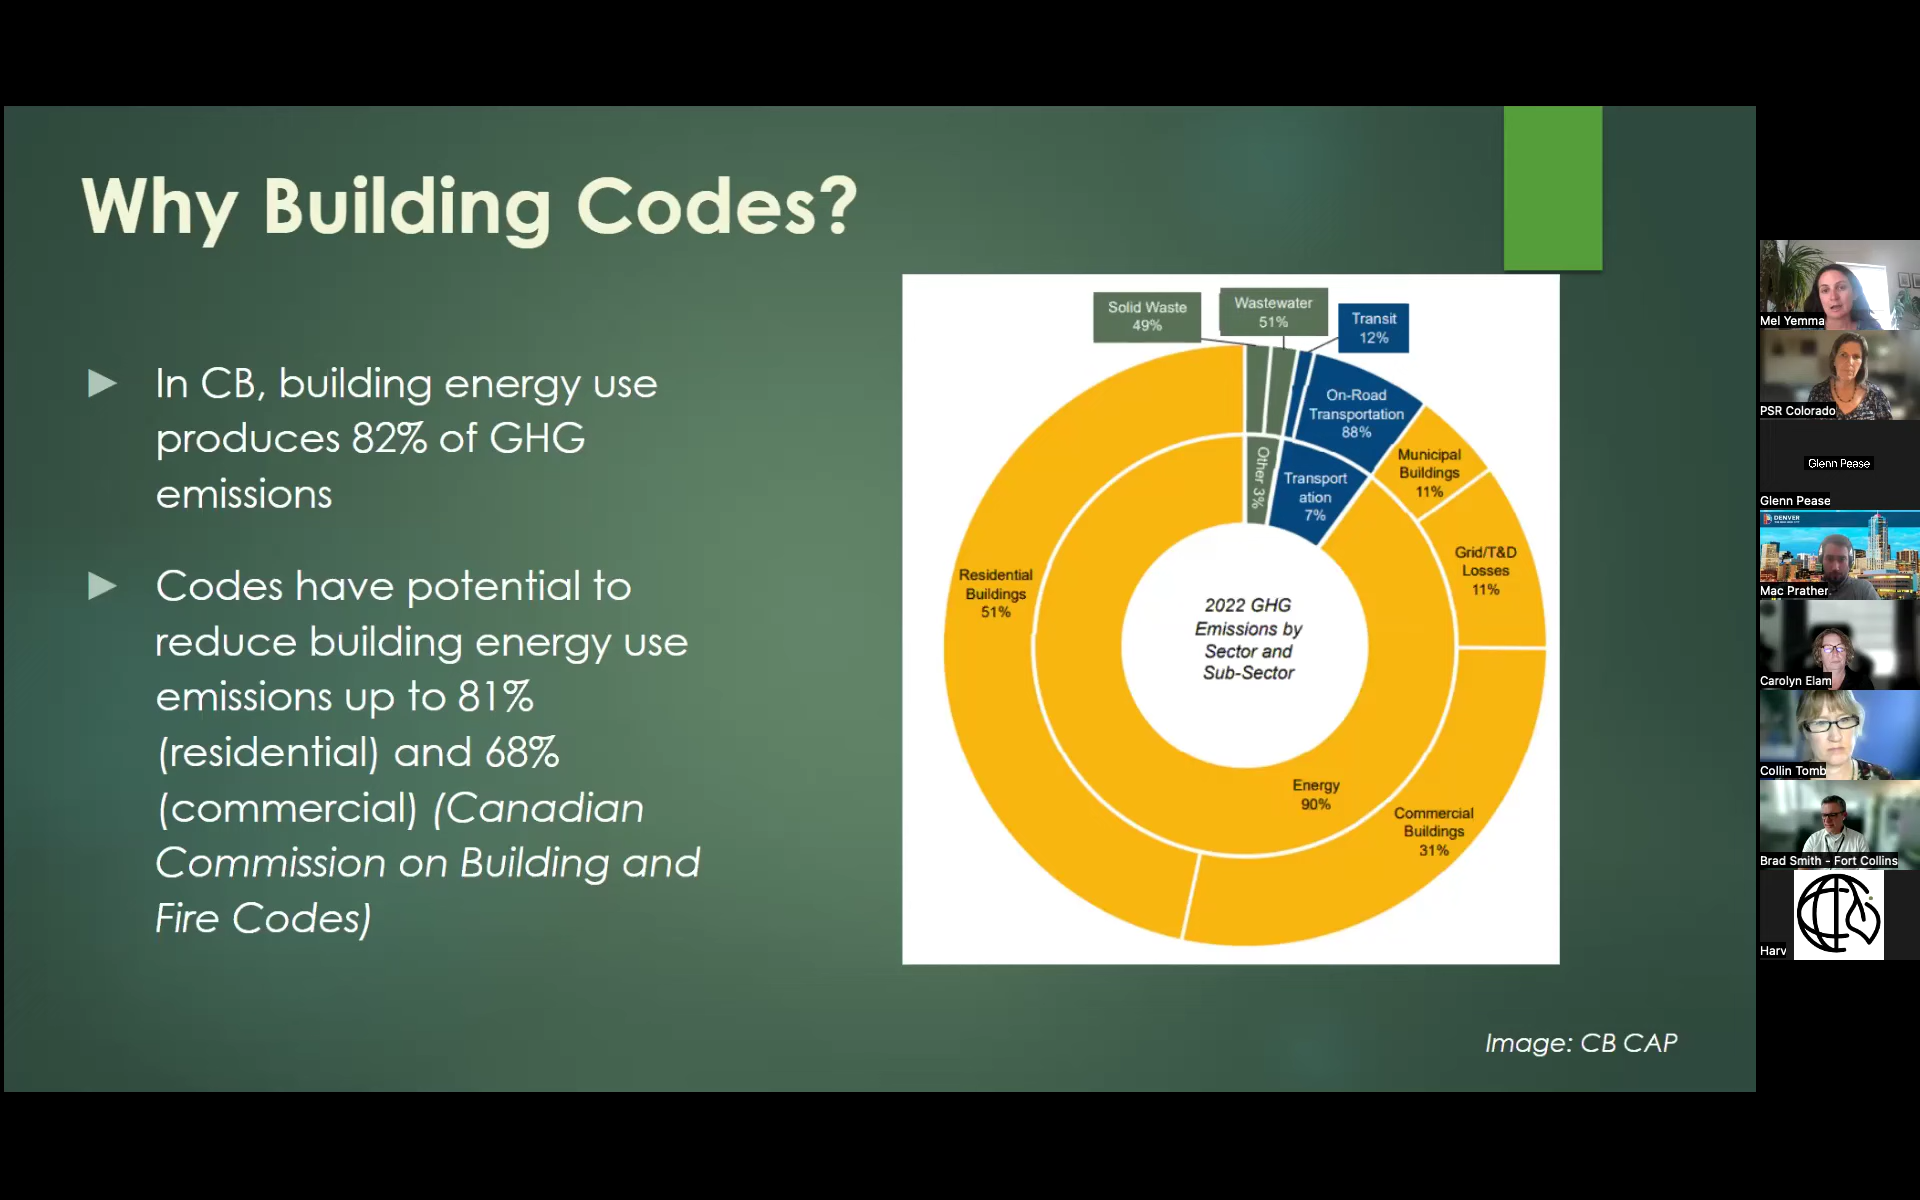 Why Building Codes?
In CB, building energy use
produces 82% of GHG
emissions
Codes have potential to
reduce building energy use
emissions up to 81%
(residential) and 68%
(commercial) (Canadian
Commission on Building and
Fire Codes)
Solid Waste
49%
Wastewater
51%
Transit
12%
On-Road
Transportation
88%
Other 3%
Transport
ation
7%
Municipal
Buildings
11%
Grid/T&D
Losses
11%
Residential
Buildings
51%
2022 GHG
Emissions by
Sector and
Sub-Sector
Energy
90%
Commercial
Buildings
31%
Image: CB CAP
Mel Yemma
PSR Colorado
Glenn Pease
Glenn Pease
DENVER
Mac Prather
Carolyn Elam
Collin Tomb
Brad Smith - Fort Collins
Harv